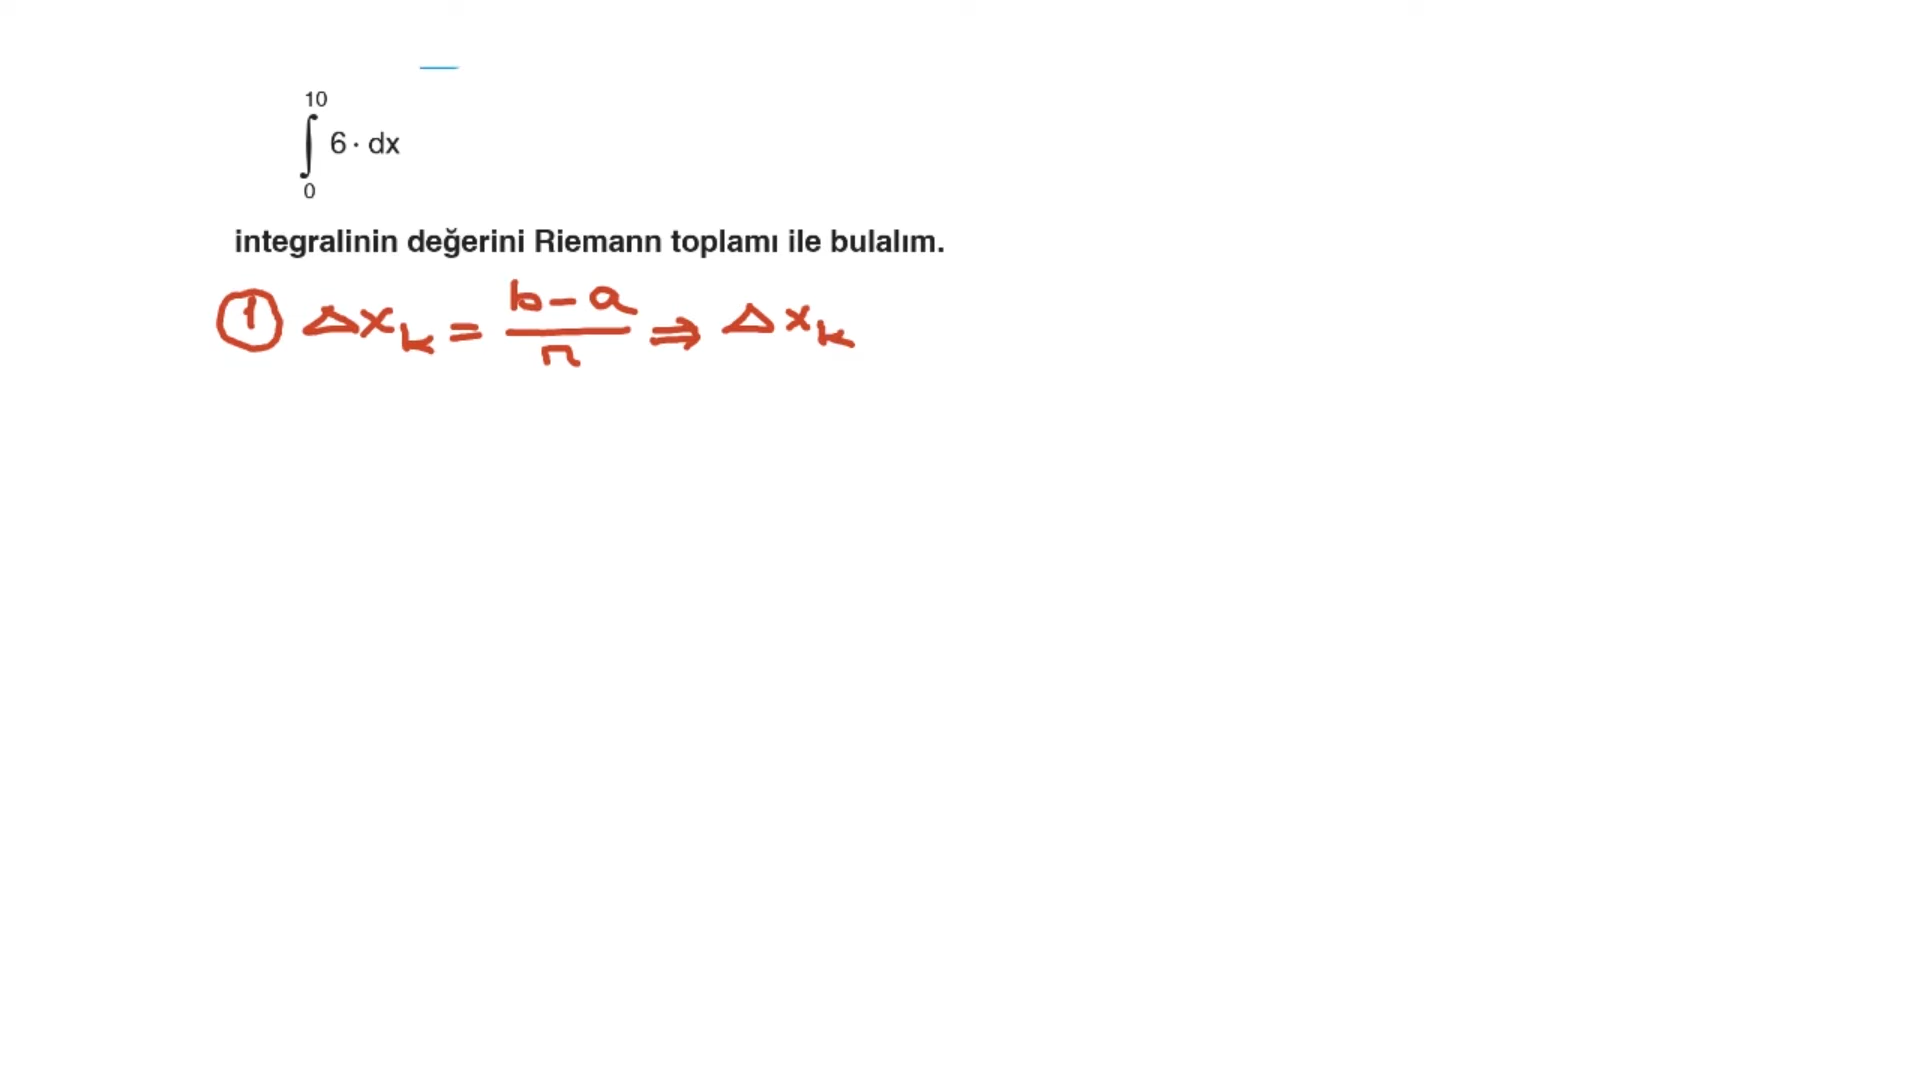 10
∫ 6 · dx
0
integralinin değerini Riemann toplamı ile bulalım.
① Δx_k = (b - a)/n ⇒ Δx_k